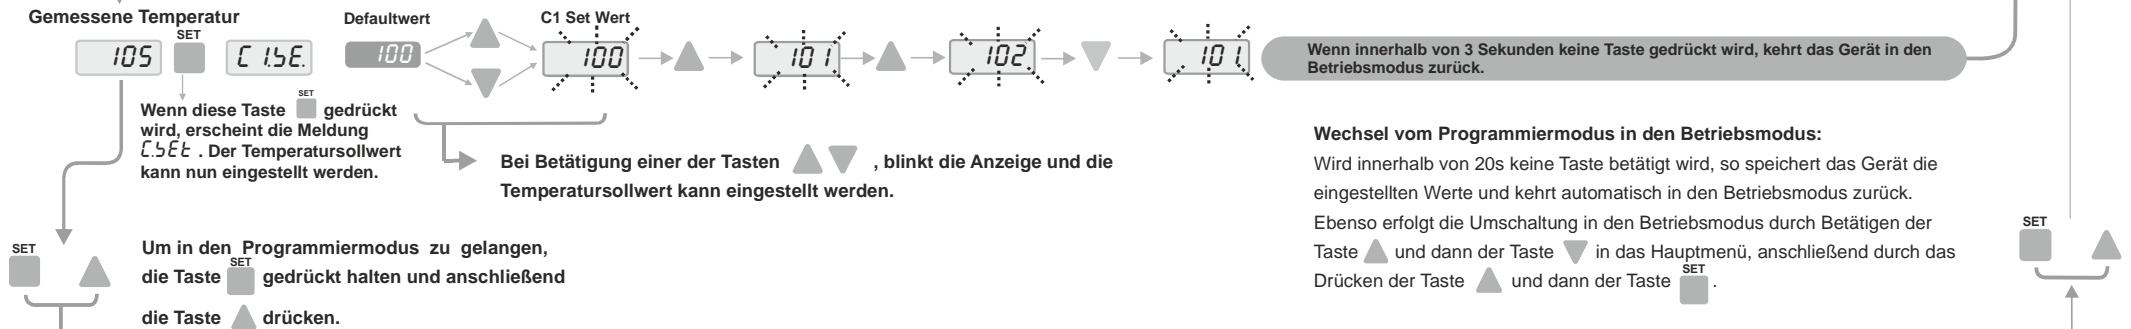 Gemessene Temperatur
SET
Defaultwert
C1 Set Wert
105
C1.SE.
100
100
101
102
101.
Wenn innerhalb von 3 Sekunden keine Taste gedrückt wird, kehrt das Gerät in den
Betriebsmodus zurück.
SET
Wenn diese Taste gedrückt
wird, erscheint die Meldung
C.SEt . Der Temperatursollwert
kann nun eingestellt werden.
Bei Betätigung einer der Tasten , blinkt die Anzeige und die
Temperatursollwert kann eingestellt werden.
Wechsel vom Programmiermodus in den Betriebsmodus:
Wird innerhalb von 20s keine Taste betätigt wird, so speichert das Gerät die
eingestellten Werte und kehrt automatisch in den Betriebsmodus zurück.
Ebenso erfolgt die Umschaltung in den Betriebsmodus durch Betätigen der
Taste und dann der Taste in das Hauptmenü, anschließend durch das
Drücken der Taste und dann der Taste SET .
SET
SET
Um in den Programmiermodus zu gelangen,
die Taste SET gedrückt halten und anschließend
die Taste drücken.